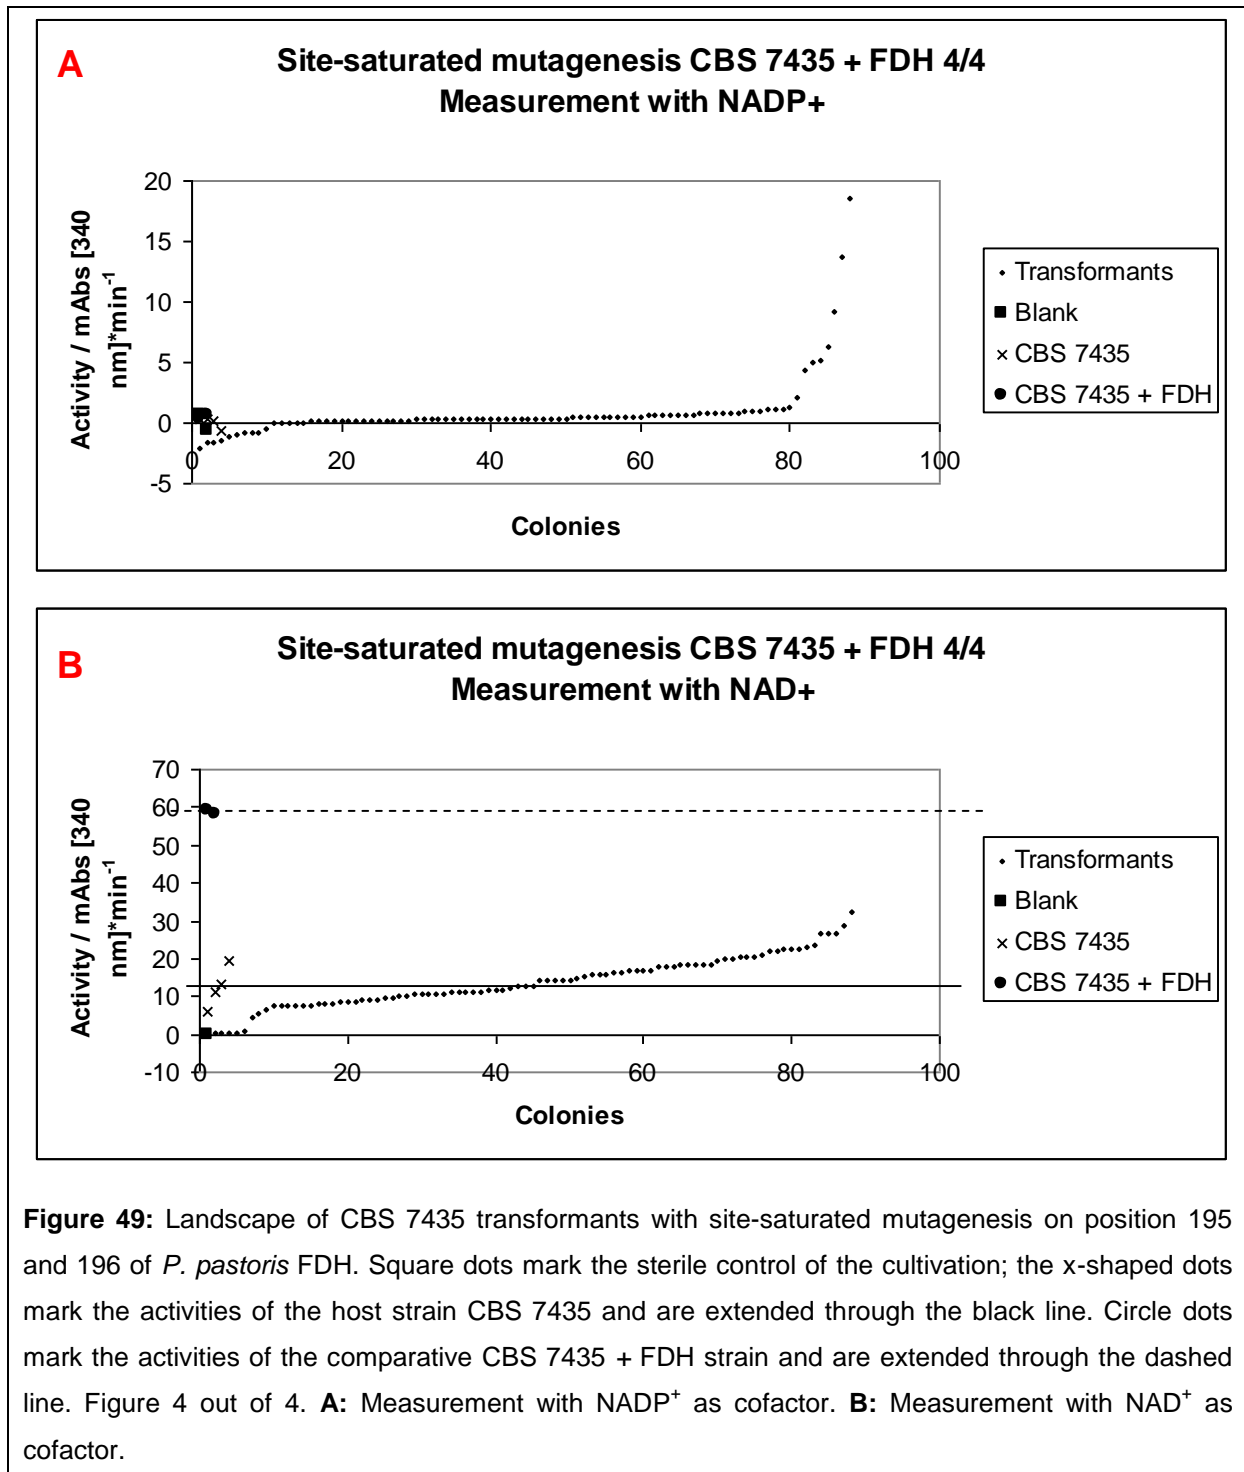 A
Site-saturated mutagenesis CBS 7435 + FDH 4/4
Measurement with NADP+
Activity / mAbs [340
nm]*min-1
20
15
10
5
0
-5
0
20
40
60
80
100
Colonies
Transformants
Blank
CBS 7435
CBS 7435 + FDH
B
Site-saturated mutagenesis CBS 7435 + FDH 4/4
Measurement with NAD+
Activity / mAbs [340
nm]*min-1
70
60
50
40
30
20
10
0
-10
0
20
40
60
80
100
Colonies
Transformants
Blank
CBS 7435
CBS 7435 + FDH
Figure 49: Landscape of CBS 7435 transformants with site-saturated mutagenesis on position 195
and 196 of P. pastoris FDH. Square dots mark the sterile control of the cultivation; the x-shaped dots
mark the activities of the host strain CBS 7435 and are extended through the black line. Circle dots
mark the activities of the comparative CBS 7435 + FDH strain and are extended through the dashed
line. Figure 4 out of 4. A: Measurement with NADP+ as cofactor. B: Measurement with NAD+ as
cofactor.